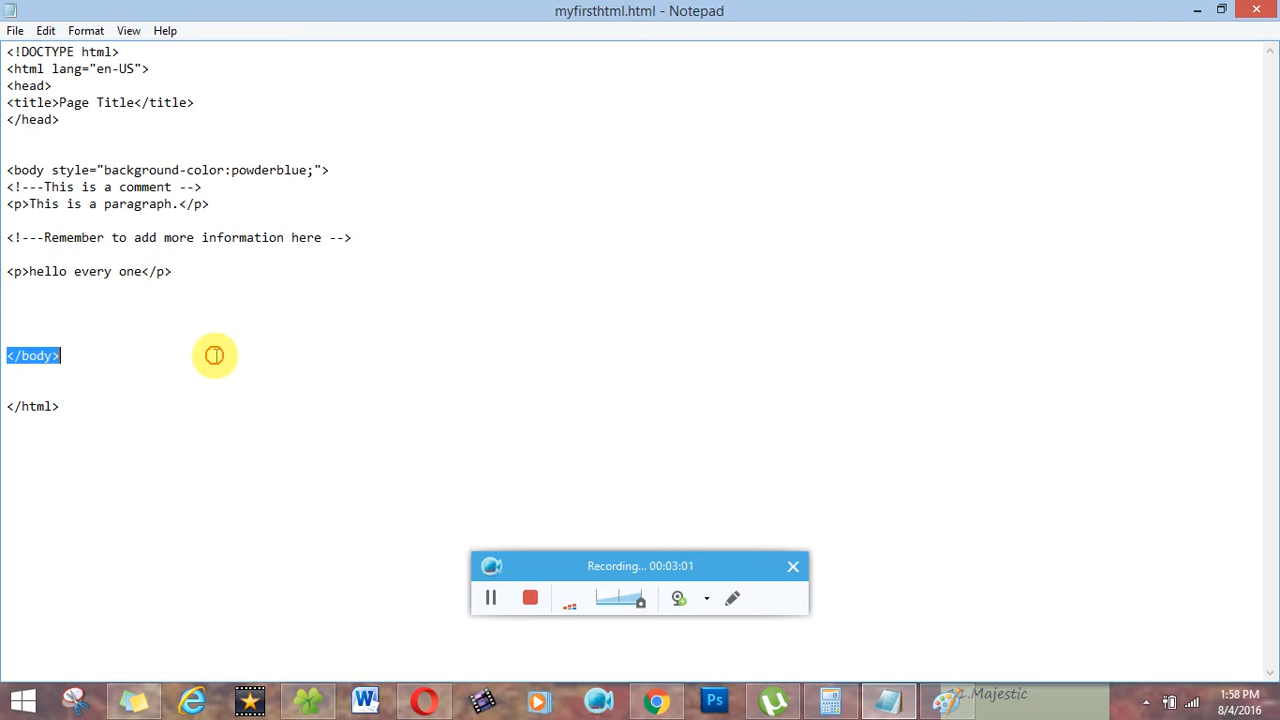 myfirsthtml.html - Notepad
File Edit Format View Help
<!DOCTYPE html>
<html lang="en-US">
<head>
<title>Page Title</title>
</head>
<body style="background-color:powderblue;">
<!---This is a comment -->
<p>This is a paragraph.</p>
<!---Remember to add more information here -->
<p>hello every one</p>
</body>
</html>
Recording... 00:03:01
W
Ps
Majestic
1:58 PM
8/4/2016